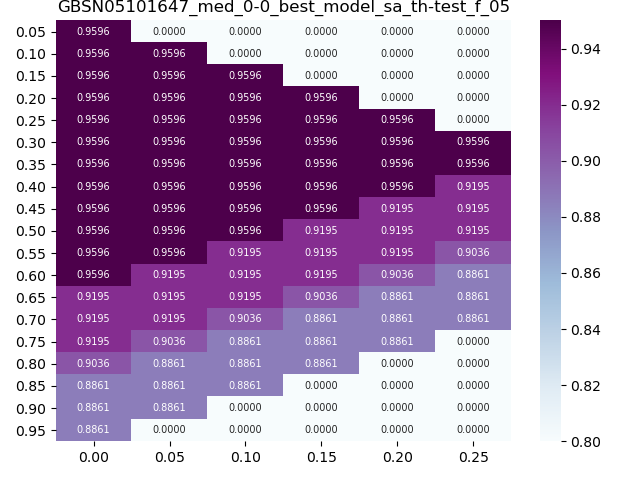 GBSN05101647_med_0-0_best_model_sa_th-test_f_05
0.05 0.9596 0.0000 0.0000 0.0000 0.0000 0.0000
0.10 0.9596 0.9596 0.0000 0.0000 0.0000 0.0000
0.15 0.9596 0.9596 0.9596 0.0000 0.0000 0.0000
0.20 0.9596 0.9596 0.9596 0.9596 0.0000 0.0000
0.25 0.9596 0.9596 0.9596 0.9596 0.9596 0.0000
0.30 0.9596 0.9596 0.9596 0.9596 0.9596 0.9596
0.35 0.9596 0.9596 0.9596 0.9596 0.9596 0.9596
0.40 0.9596 0.9596 0.9596 0.9596 0.9596 0.9195
0.45 0.9596 0.9596 0.9596 0.9596 0.9195 0.9195
0.50 0.9596 0.9596 0.9596 0.9195 0.9195 0.9195
0.55 0.9596 0.9596 0.9195 0.9195 0.9195 0.9036
0.60 0.9596 0.9195 0.9195 0.9195 0.9036 0.8861
0.65 0.9195 0.9195 0.9195 0.9036 0.8861 0.8861
0.70 0.9195 0.9195 0.9036 0.8861 0.8861 0.8861
0.75 0.9195 0.9036 0.8861 0.8861 0.8861 0.0000
0.80 0.9036 0.8861 0.8861 0.8861 0.0000 0.0000
0.85 0.8861 0.8861 0.8861 0.0000 0.0000 0.0000
0.90 0.8861 0.8861 0.0000 0.0000 0.0000 0.0000
0.95 0.8861 0.0000 0.0000 0.0000 0.0000 0.0000
0.00 0.05 0.10 0.15 0.20 0.25
0.94
0.92
0.90
0.88
0.86
0.84
0.82
0.80